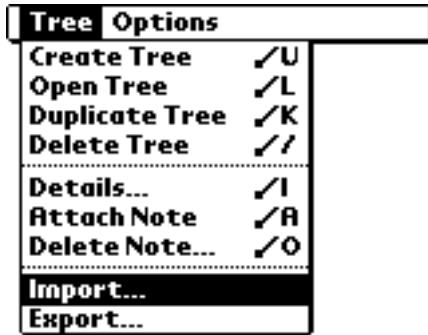 Tree Options
Create Tree /U
Open Tree /L
Duplicate Tree /K
Delete Tree //
Details... /I
Attach Note /A
Delete Note... /O
Import...
Export...